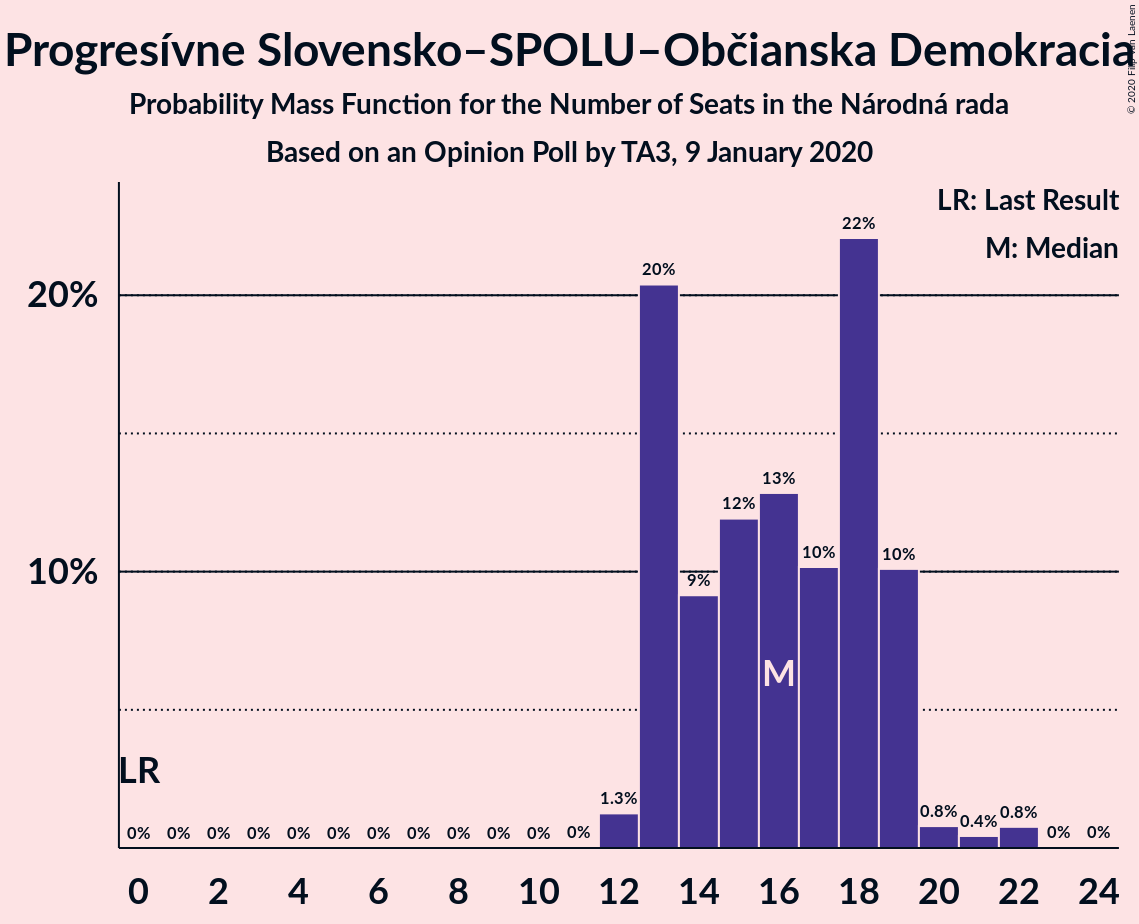 Progresívne Slovensko–SPOLU–Občianska Demokracia
© 2020 Filip van Laenen
Probability Mass Function for the Number of Seats in the Národná rada
Based on an Opinion Poll by TA3, 9 January 2020
LR: Last Result
M: Median
20%
10%
22%
20%
13%
12%
10%
10%
9%
M
LR
0% 0% 0% 0% 0% 0% 0% 0% 0% 0% 0% 0% 1.3% 0.8% 0.4% 0.8% 0% 0%
0 2 4 6 8 10 12 14 16 18 20 22 24